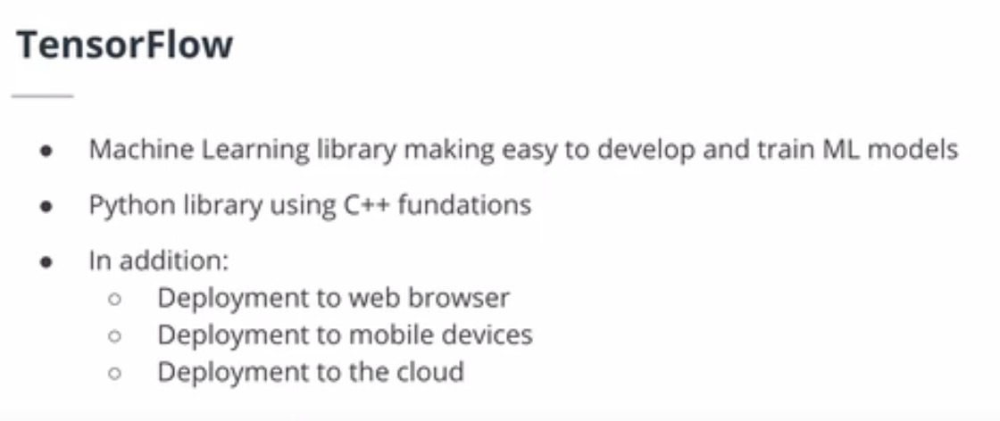 TensorFlow
● Machine Learning library making easy to develop and train ML models
● Python library using C++ fundations
● In addition:
○ Deployment to web browser
○ Deployment to mobile devices
○ Deployment to the cloud